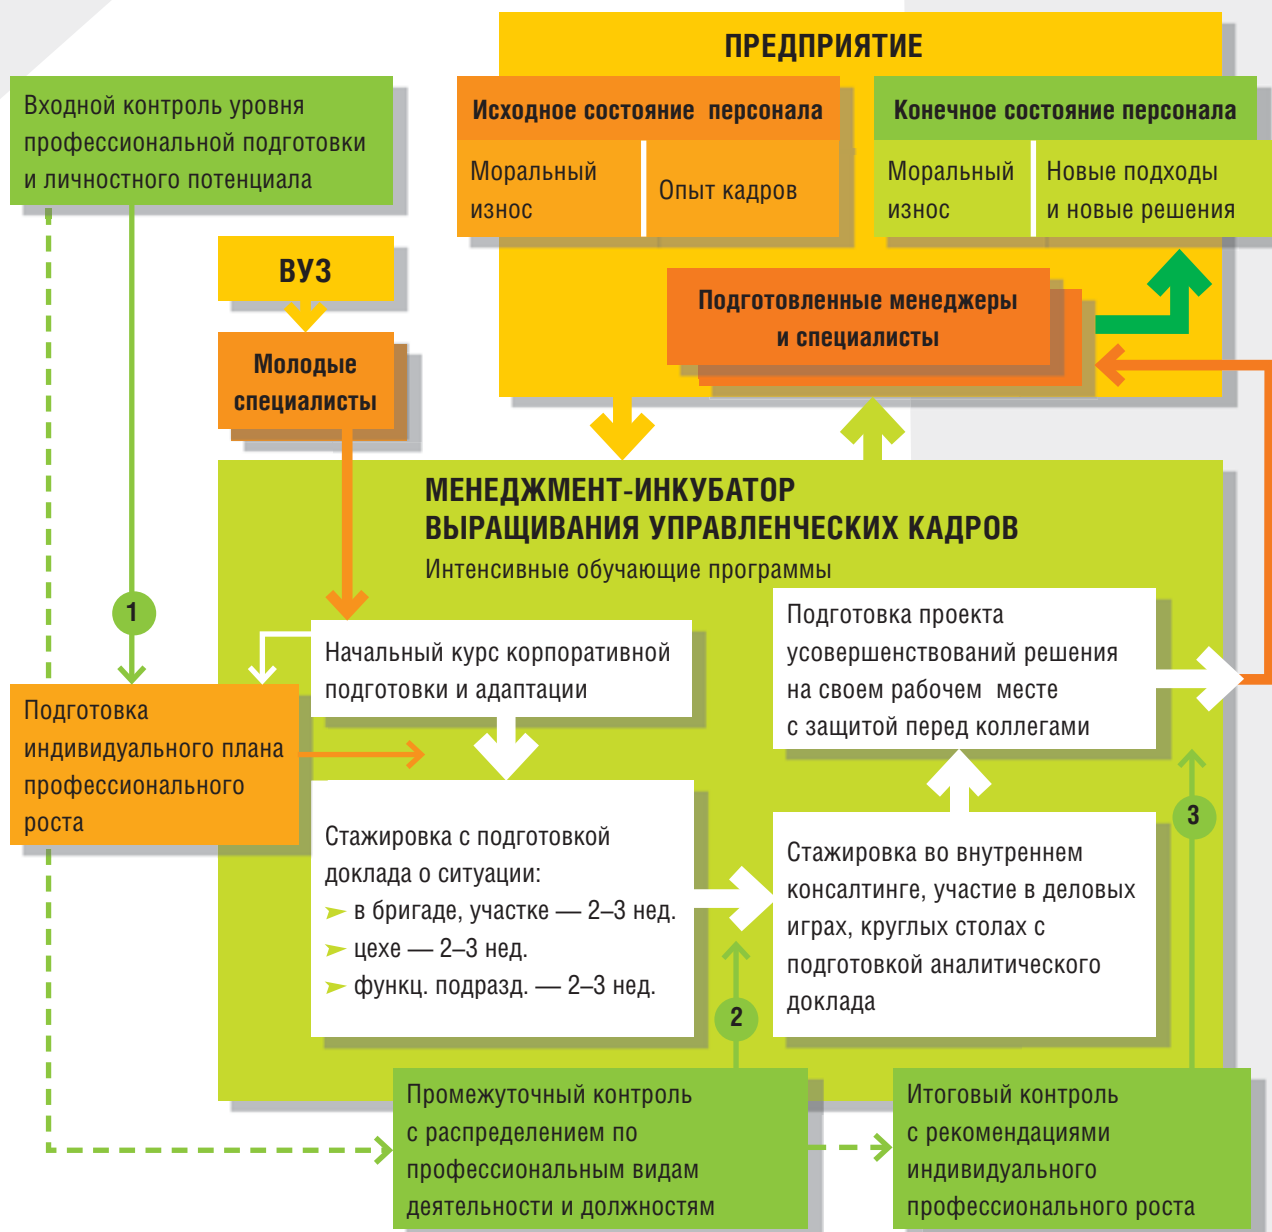 ПРЕДПРИЯТИЕ
Входной контроль уровня
профессиональной подготовки
и личностного потенциала
Исходное состояние персонала
Моральный
износ
Опыт кадров
Конечное состояние персонала
Моральный
износ
Новые подходы
и новые решения
ВУЗ
Молодые
специалисты
Подготовленные менеджеры
и специалисты
МЕНЕДЖМЕНТ-ИНКУБАТОР
ВЫРАЩИВАНИЯ УПРАВЛЕНЧЕСКИХ КАДРОВ
Интенсивные обучающие программы
1
Начальный курс корпоративной
подготовки и адаптации
Подготовка
индивидуального плана
профессионального
роста
Стажировка с подготовкой
доклада о ситуации:
➢ в бригаде, участке — 2–3 нед.
➢ цехе — 2–3 нед.
➢ функц. подразд. — 2–3 нед.
Подготовка проекта
усовершенствований решения
на своем рабочем месте
с защитой перед коллегами
3
Стажировка во внутреннем
консалтинге, участие в деловых
играх, круглых столах с
подготовкой аналитического
доклада
2
Промежуточный контроль
с распределением по
профессиональным видам
деятельности и должностям
Итоговый контроль
с рекомендациями
индивидуального
профессионального роста